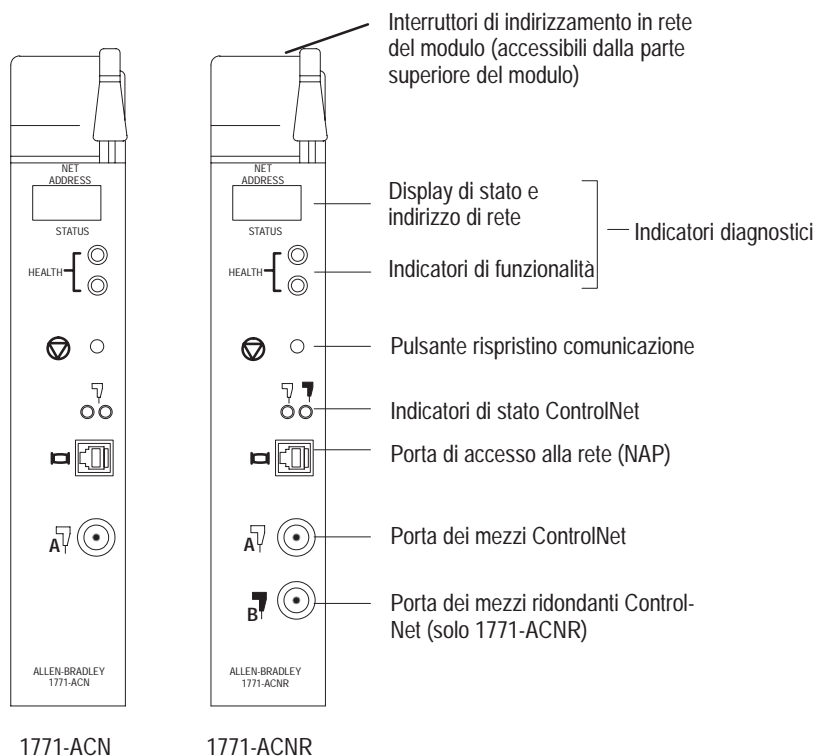 Interruttori di indirizzamento in rete
del modulo (accessibili dalla parte
superiore del modulo)
NET
ADDRESS
STATUS
HEALTH
A
ALLEN-BRADLEY
1771-ACN
1771-ACN
NET
ADDRESS
STATUS
HEALTH
A
B
ALLEN-BRADLEY
1771-ACNR
1771-ACNR
Display di stato e
indirizzo di rete
Indicatori di funzionalità
Indicatori diagnostici
Pulsante rispristino comunicazione
Indicatori di stato ControlNet
Porta di accesso alla rete (NAP)
Porta dei mezzi ControlNet
Porta dei mezzi ridondanti Control-
Net (solo 1771-ACNR)